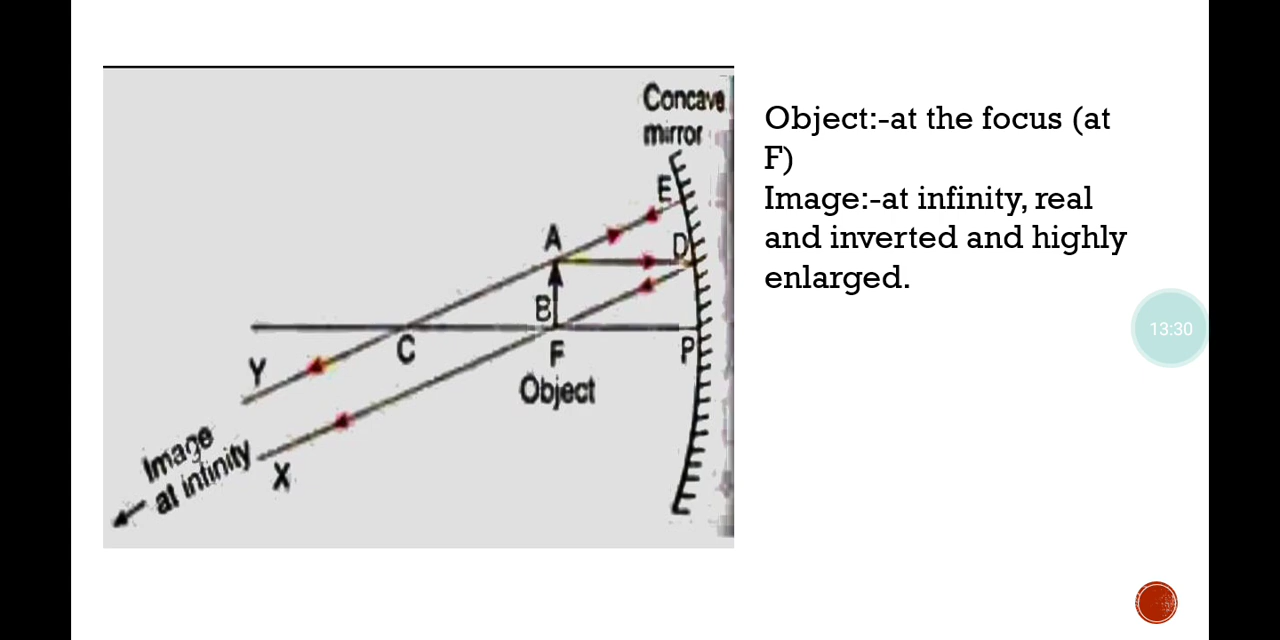 Concave
mirror
E
A
D
B
C
F
P
Object
Y
X
Image
at infinity
Object:-at the focus (at
F)
Image:-at infinity, real
and inverted and highly
enlarged.
13:30